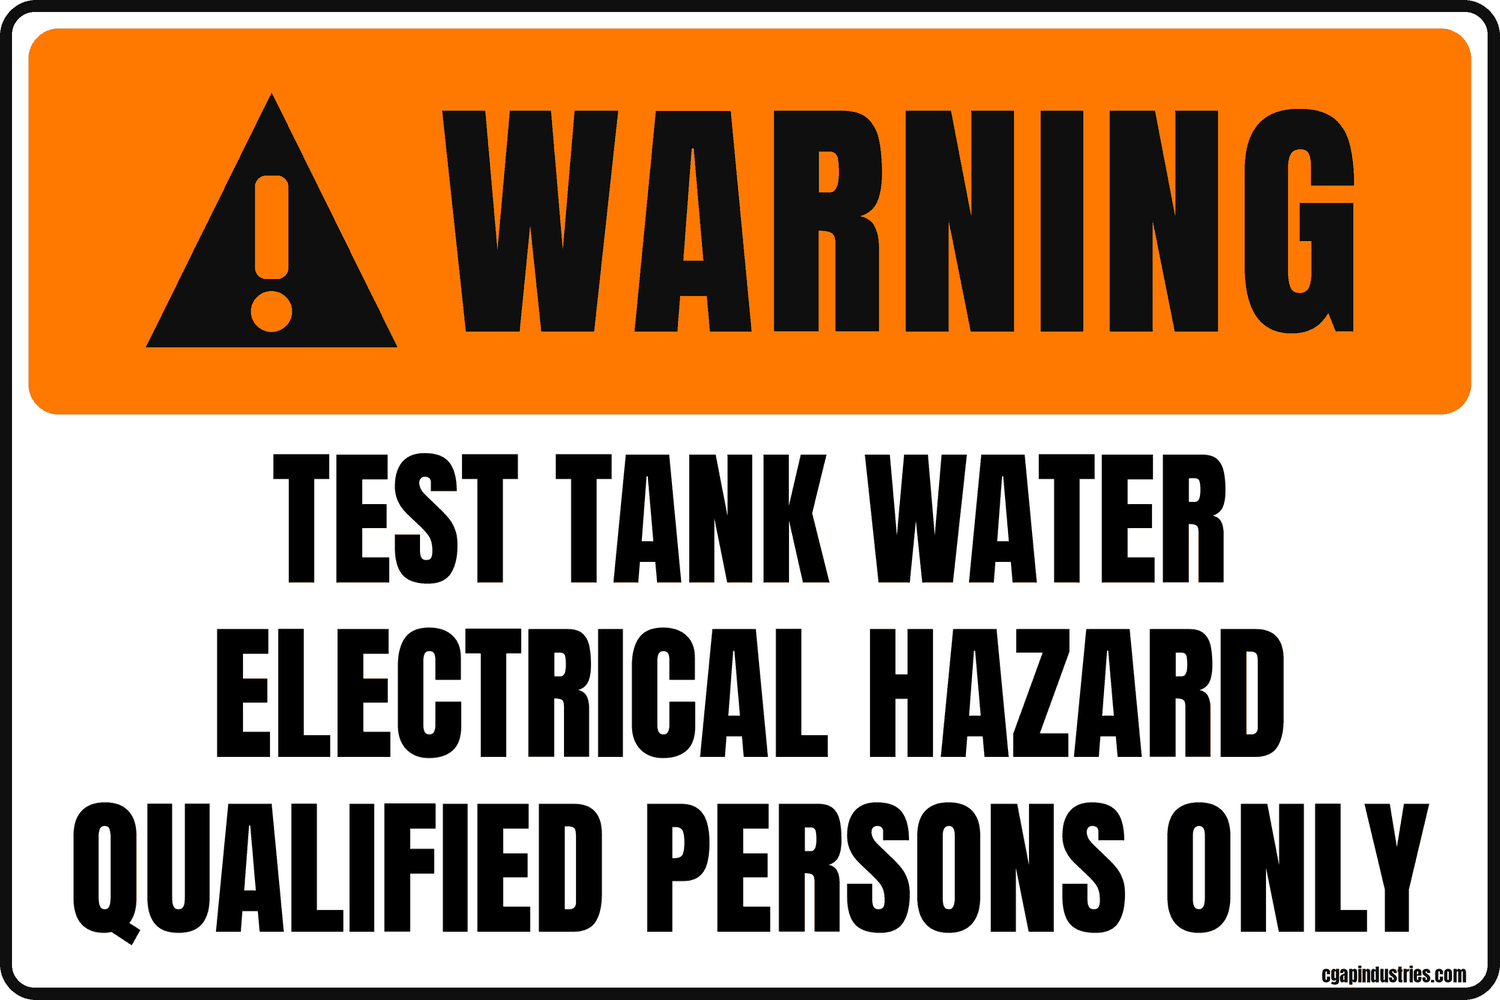 WARNING
TEST TANK WATER
ELECTRICAL HAZARD
QUALIFIED PERSONS ONLY
cgapindustries.com